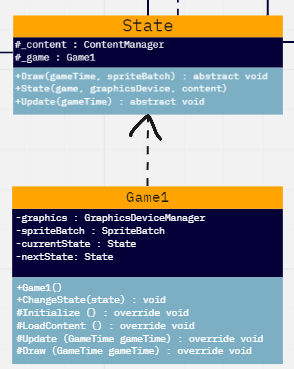 State
#_content : ContentManager
#_game : Game1
+Draw(gameTime, spriteBatch) : abstract void
+State(game, graphicsDevice, content)
+Update(gameTime) : abstract void
Game1
-graphics : GraphicsDeviceManager
-spriteBatch : SpriteBatch
-currentState : State
-nextState: State
+Game1()
+ChangeState(state) : void
#Initialize () : override void
#LoadContent () : override void
#Update (GameTime gameTime) : override void
#Draw (GameTime gameTime) : override void